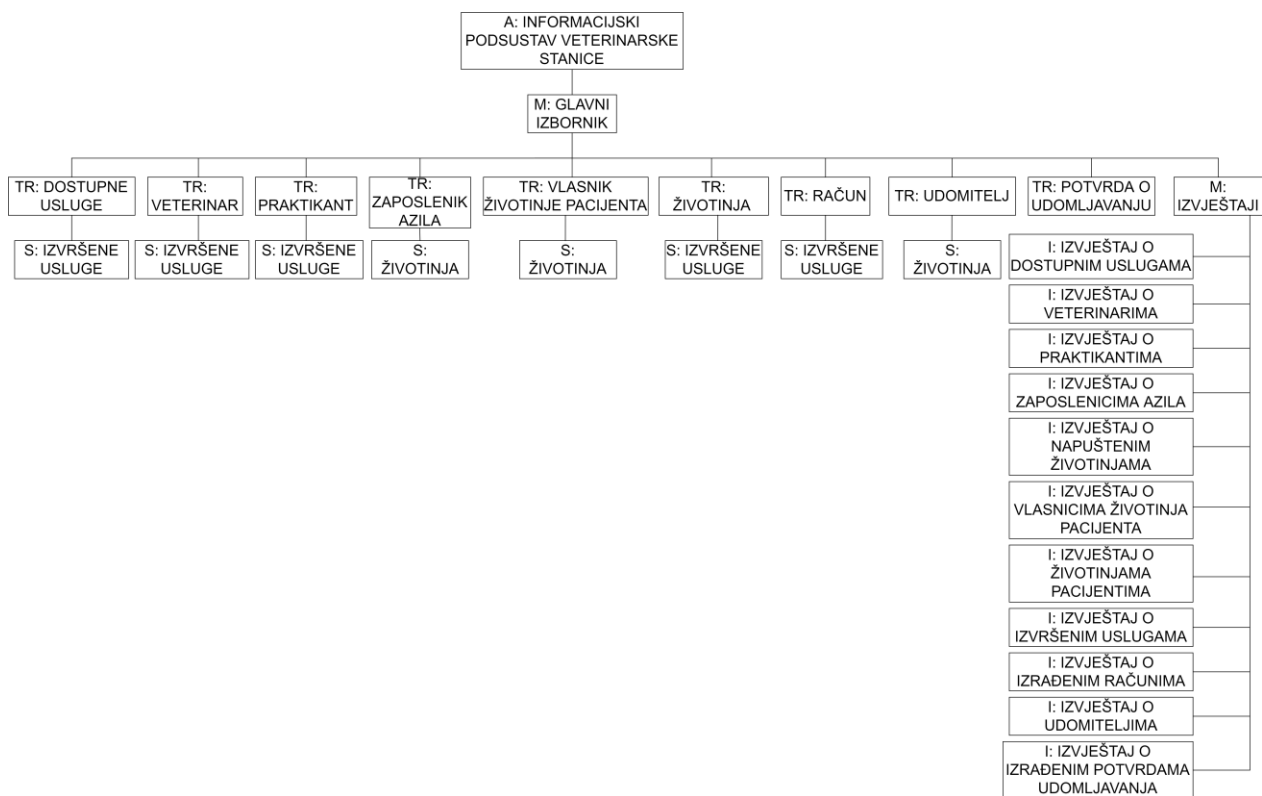 A: INFORMACIJSKI
PODSUSTAV VETERINARSKE
STANICE
M: GLAVNI
IZBORNIK
TR: DOSTUPNE
USLUGE
TR:
VETERINAR
TR:
PRAKTIKANT
TR:
ZAPOSLENIK
AZILA
TR: VLASNIK
ŽIVOTINJE PACIJENTA
TR:
ŽIVOTINJA
TR: RAČUN
TR: UDOMITELJ
TR: POTVRDA O
UDOMLJAVANJU
M:
IZVJEŠTAJI
S: IZVRŠENE
USLUGE
S: IZVRŠENE
USLUGE
S: IZVRŠENE
USLUGE
S:
ŽIVOTINJA
S:
ŽIVOTINJA
S: IZVRŠENE
USLUGE
S: IZVRŠENE
USLUGE
S:
ŽIVOTINJA
I: IZVJEŠTAJ O
DOSTUPNIM USLUGAMA
I: IZVJEŠTAJ O
VETERINARIMA
I: IZVJEŠTAJ O
PRAKTIKANTIMA
I: IZVJEŠTAJ O
ZAPOSLENICIMA AZILA
I: IZVJEŠTAJ O
NAPUŠTENIM
ŽIVOTINJAMA
I: IZVJEŠTAJ O
VLASNICIMA ŽIVOTINJA
PACIJENTA
I: IZVJEŠTAJ O
ŽIVOTINJAMA
PACIJENTIMA
I: IZVJEŠTAJ O
IZVRŠENIM USLUGAMA
I: IZVJEŠTAJ O
IZRAĐENIM RAČUNIMA
I: IZVJEŠTAJ O
UDOMITELJIMA
I: IZVJEŠTAJ O
IZRAĐENIM POTVRDAMA
UDOMLJAVANJA